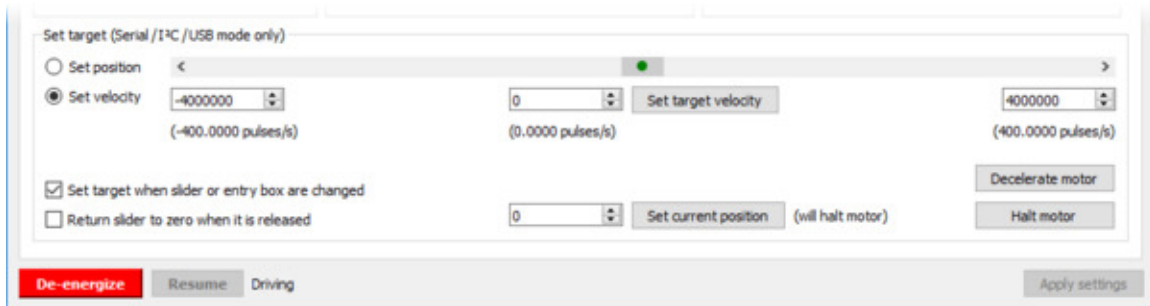 Set target (Serial /I²C /USB mode only)
Set position
Set velocity -4000000 0 Set target velocity 4000000
(-400.0000 pulses/s) (0.0000 pulses/s) (400.0000 pulses/s)
Decelerate motor
Set target when slider or entry box are changed
Return slider to zero when it is released 0 Set current position (will halt motor) Halt motor
De-energize Resume Driving Apply settings